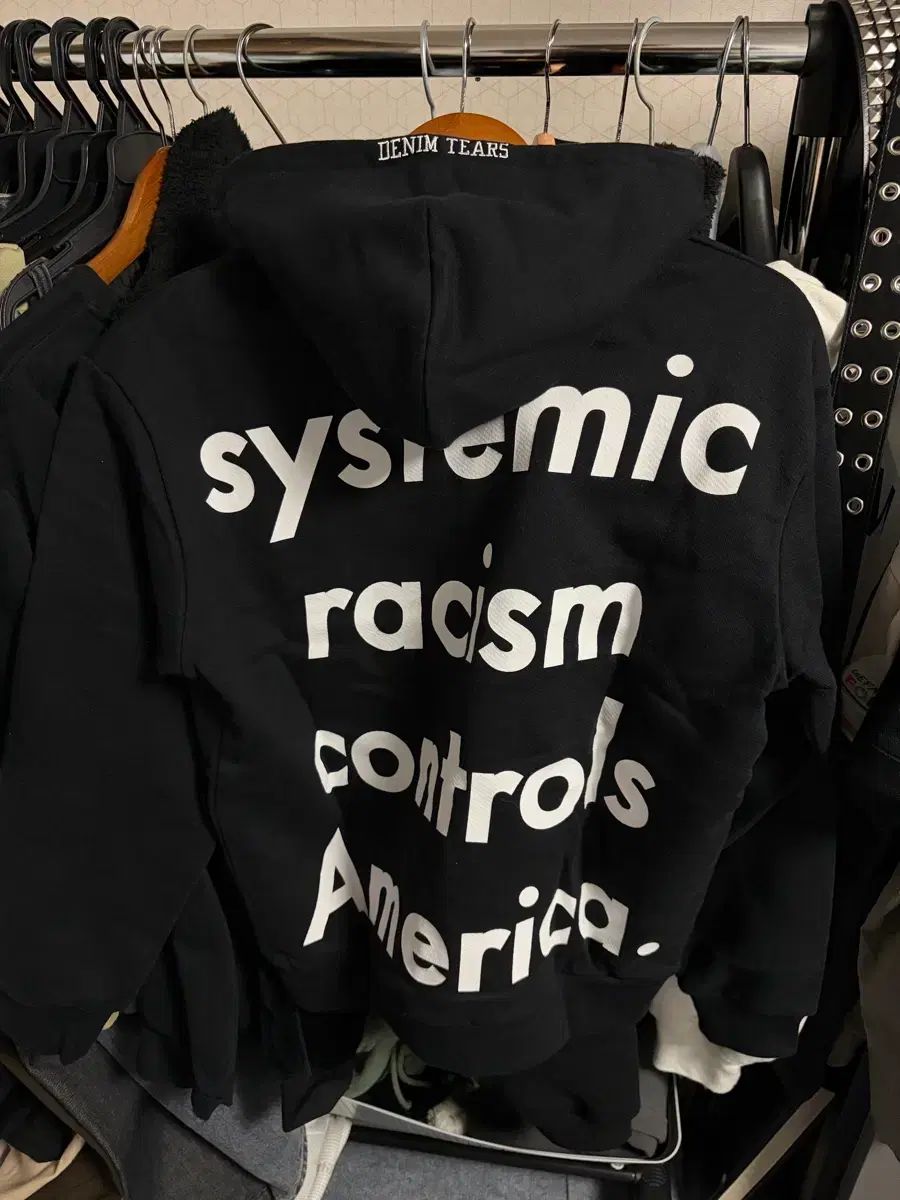 DENIM TEARS
systemic
racism
controls
America.